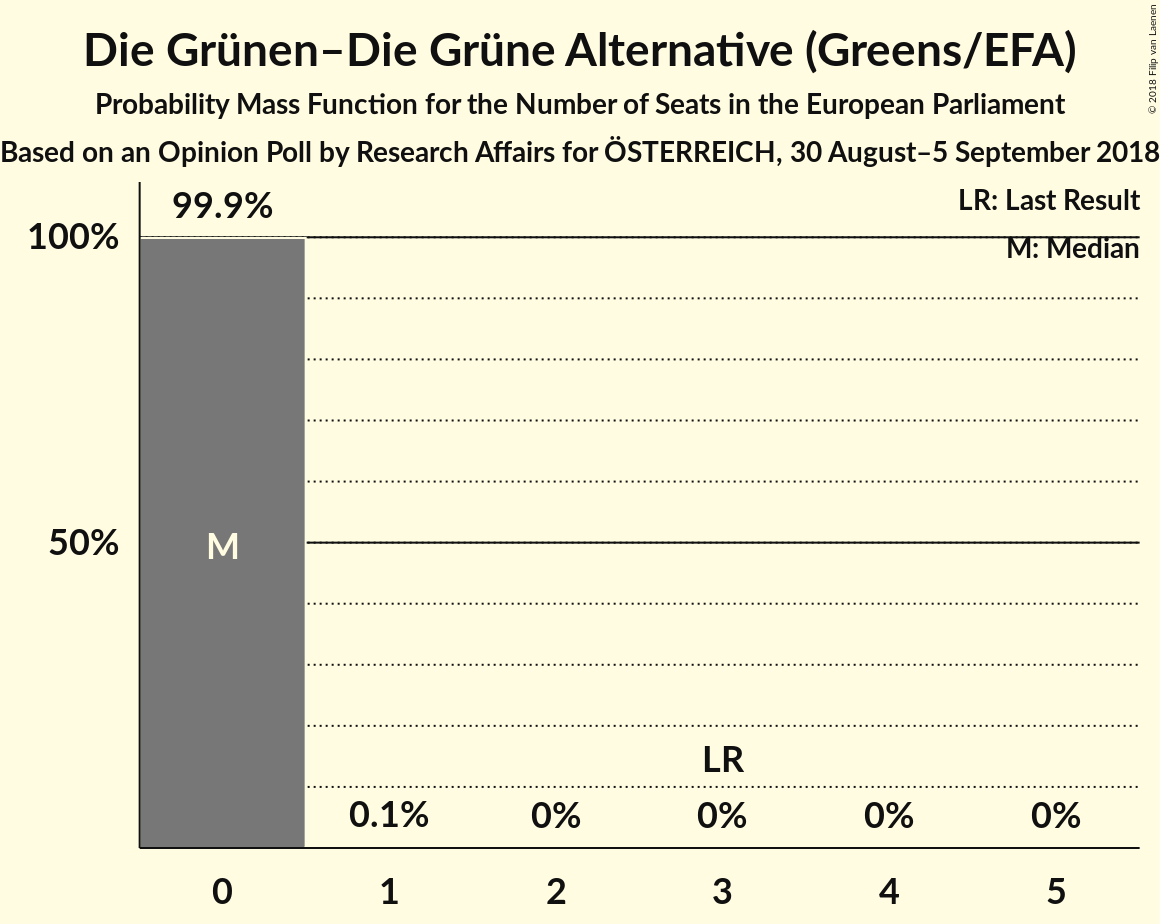 Die Grünen–Die Grüne Alternative (Greens/EFA)
Probability Mass Function for the Number of Seats in the European Parliament
Based on an Opinion Poll by Research Affairs for ÖSTERREICH, 30 August–5 September 2018
© 2018 Filip van Laenen
LR: Last Result
M: Median
99.9%
100%
50%
M
LR
0.1% 0% 0% 0% 0%
0 1 2 3 4 5